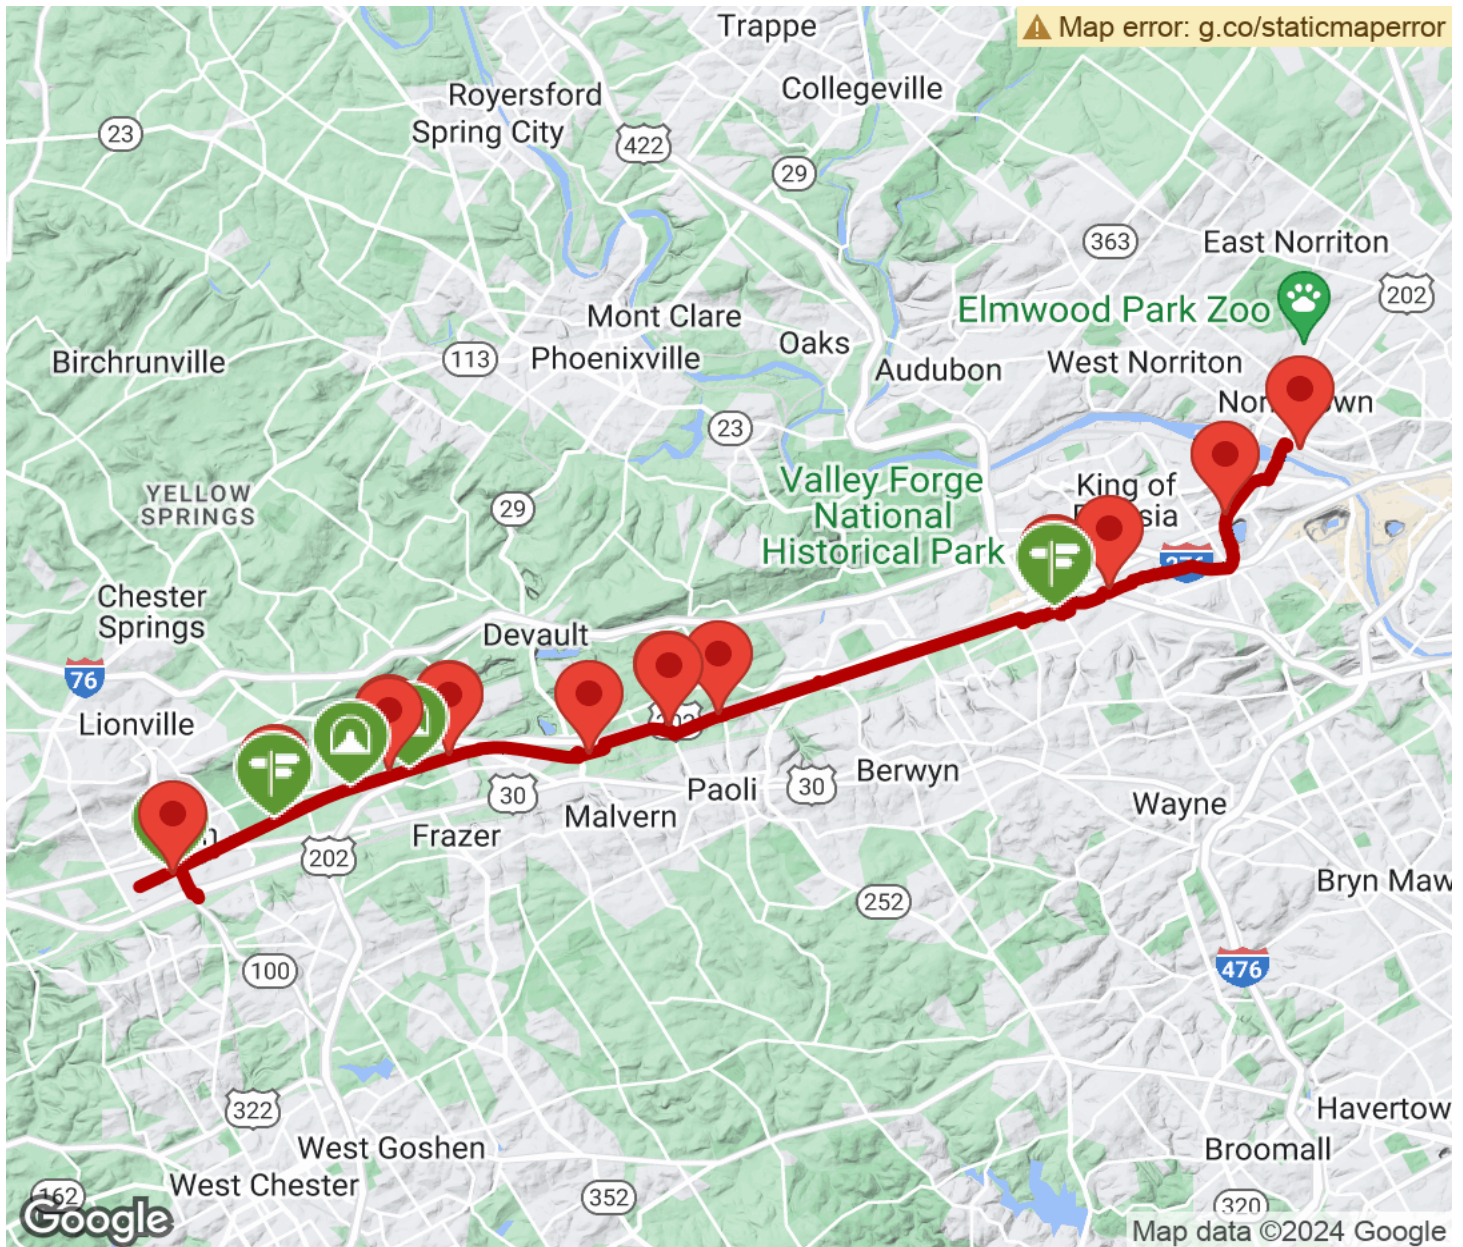 Trappe
Map error: g.co/staticmaperror
Royersford
Collegeville
Spring City
23
422
29
363
East Norriton
202
Elmwood Park Zoo
Mont Clare
Oaks
Birchrunville
113
Phoenixville
Audubon
West Norriton
23
Valley Forge
National
Historical Park
King of
YELLOW
SPRINGS
29
Chester
Springs
Devault
76
Lionville
30
Paoli
30
Berwyn
Malvern
Wayne
Frazer
202
252
Bryn Maw
100
476
322
Havertow
West Goshen
Broomall
West Chester
162
352
320
Google
Map data ©2024 Google